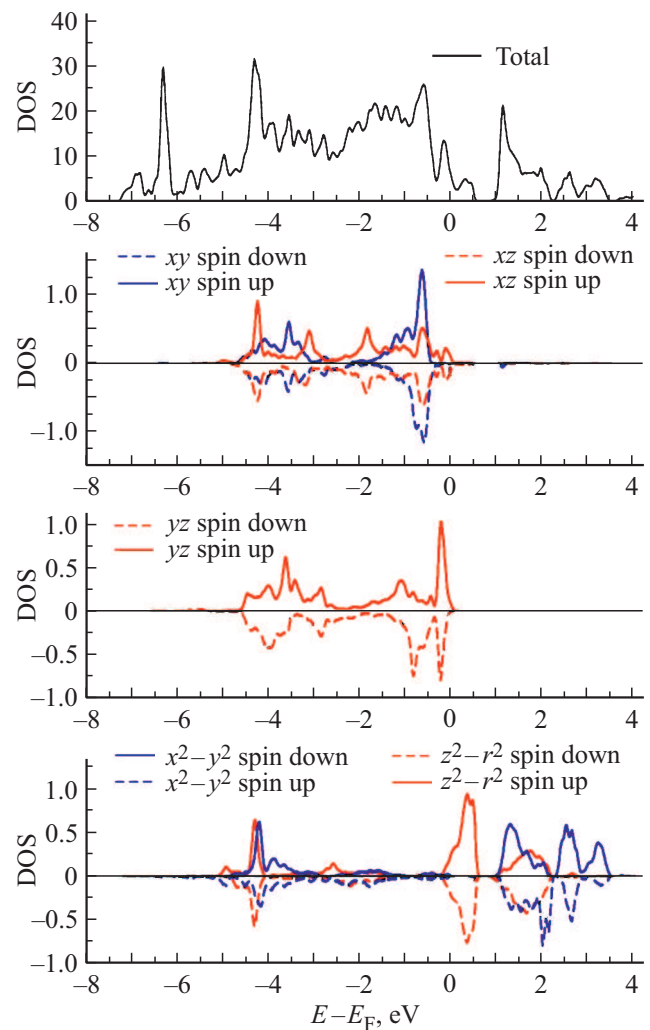 40
30
20
10
0
DOS
Total
−8 −6 −4 −2 0 2 4
xy spin down
xy spin up
xz spin down
xz spin up
1.0
0
−1.0
DOS
−8 −6 −4 −2 0 2 4
yz spin down
yz spin up
1.0
0.5
0
−0.5
−1.0
DOS
−8 −6 −4 −2 0 2 4
x²−y² spin down
x²−y² spin up
z²−r² spin down
z²−r² spin up
1.0
0.5
0
−0.5
−1.0
DOS
−8 −6 −4 −2 0 2 4
E−E_F, eV